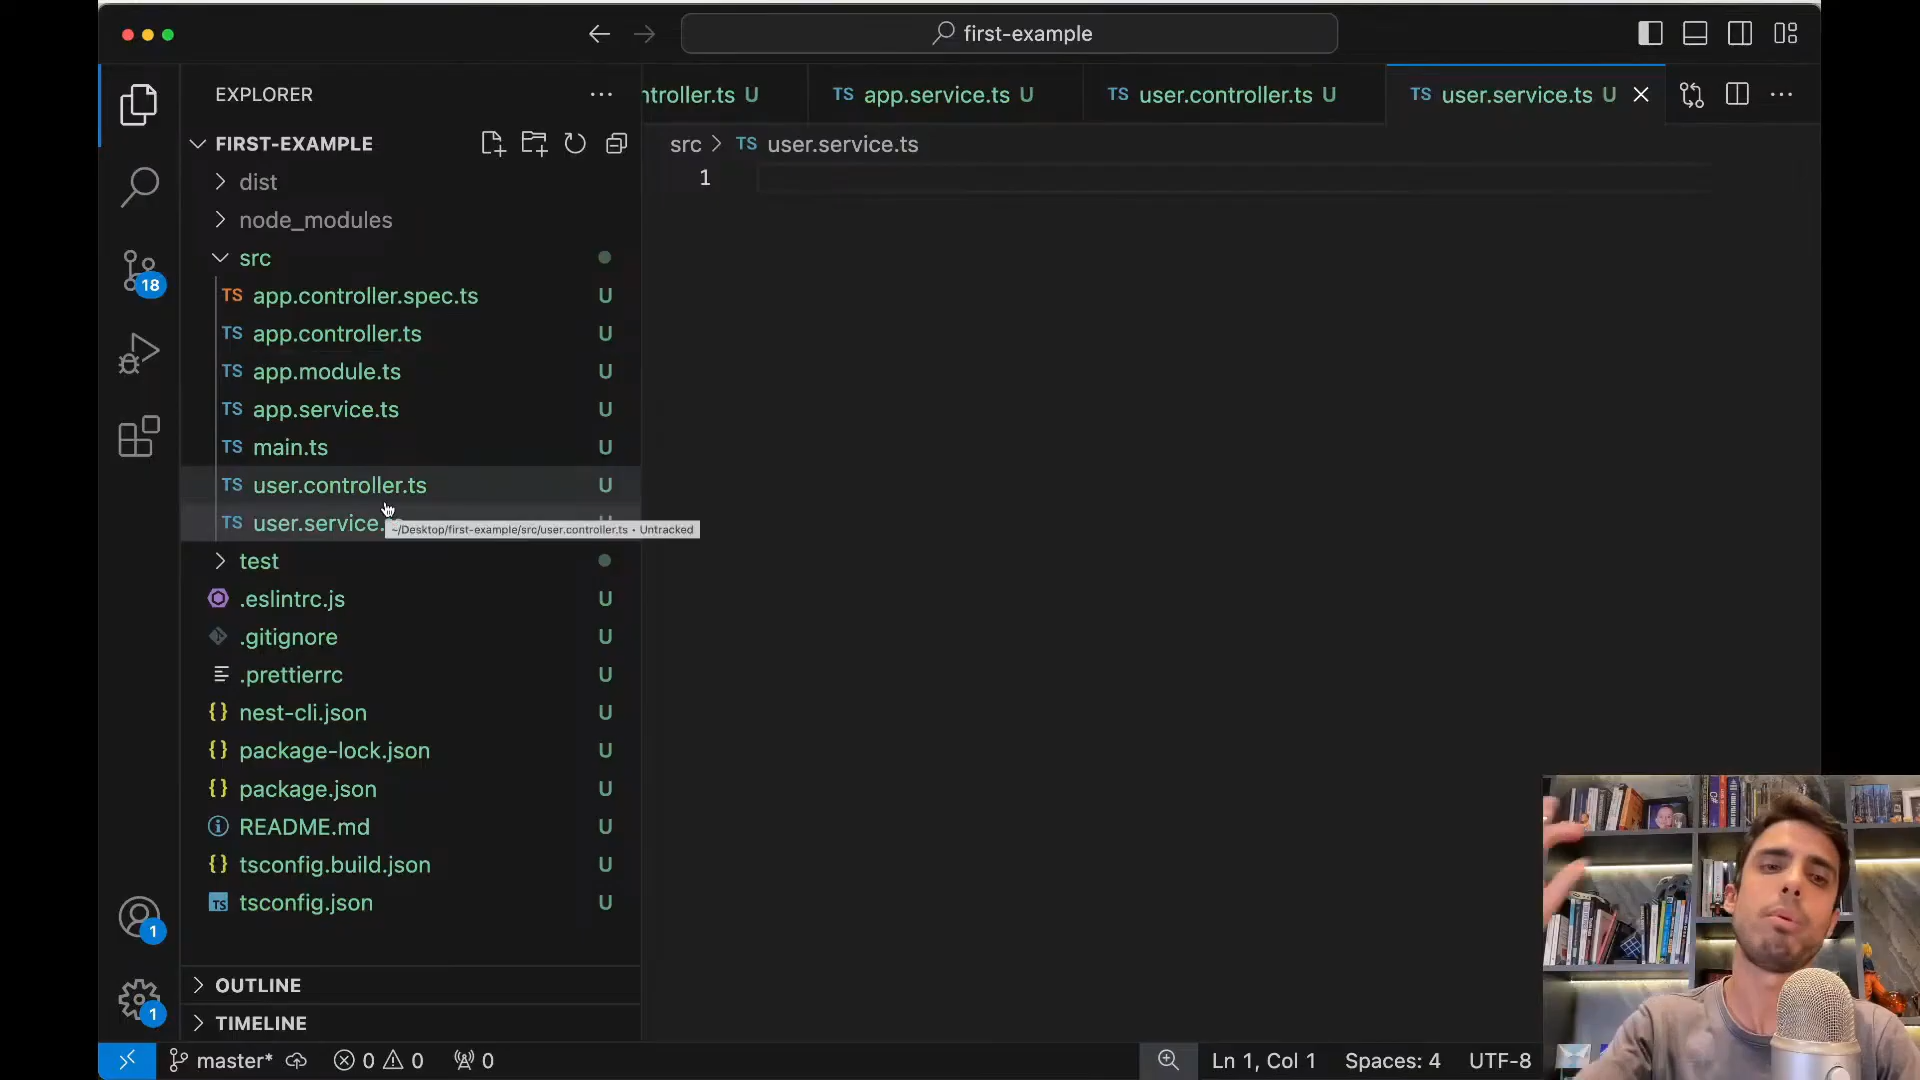 first-example
EXPLORER
ntroller.ts U
TS app.service.ts U
TS user.controller.ts U
TS user.service.ts U
FIRST-EXAMPLE
src > TS user.service.ts
1
dist
node_modules
src
TS app.controller.spec.ts U
TS app.controller.ts U
TS app.module.ts U
TS app.service.ts U
TS main.ts U
TS user.controller.ts U
TS user.service.
~/Desktop/first-example/src/user.controller.ts • Untracked
test
.eslintrc.js U
.gitignore U
.prettierrc U
{} nest-cli.json U
{} package-lock.json U
{} package.json U
README.md U
{} tsconfig.build.json U
TS tsconfig.json U
OUTLINE
TIMELINE
18
1
1
master* 0 0 0
Ln 1, Col 1 Spaces: 4 UTF-8